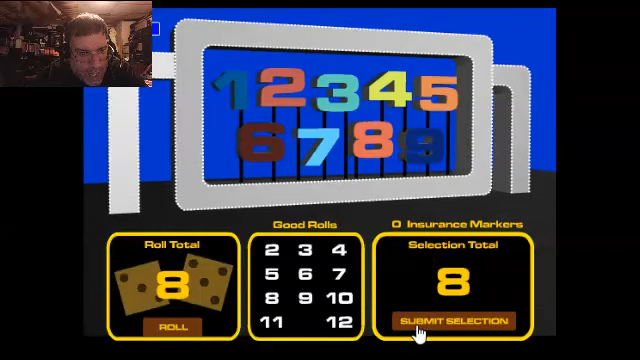 1 2 3 4 5
6 7 8 9
Good Rolls
0 Insurance Markers
Roll Total
Selection Total
8
2 3 4
5 6 7
8 9 10
11 12
8
ROLL
SUBMIT SELECTION